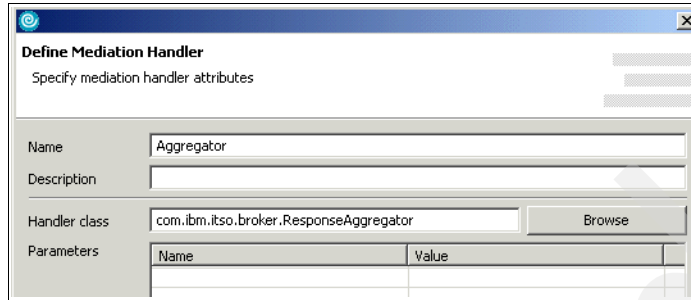 Define Mediation Handler
Specify mediation handler attributes
Name Aggregator
Description
Handler class com.ibm.itso.broker.ResponseAggregator Browse
Parameters Name Value